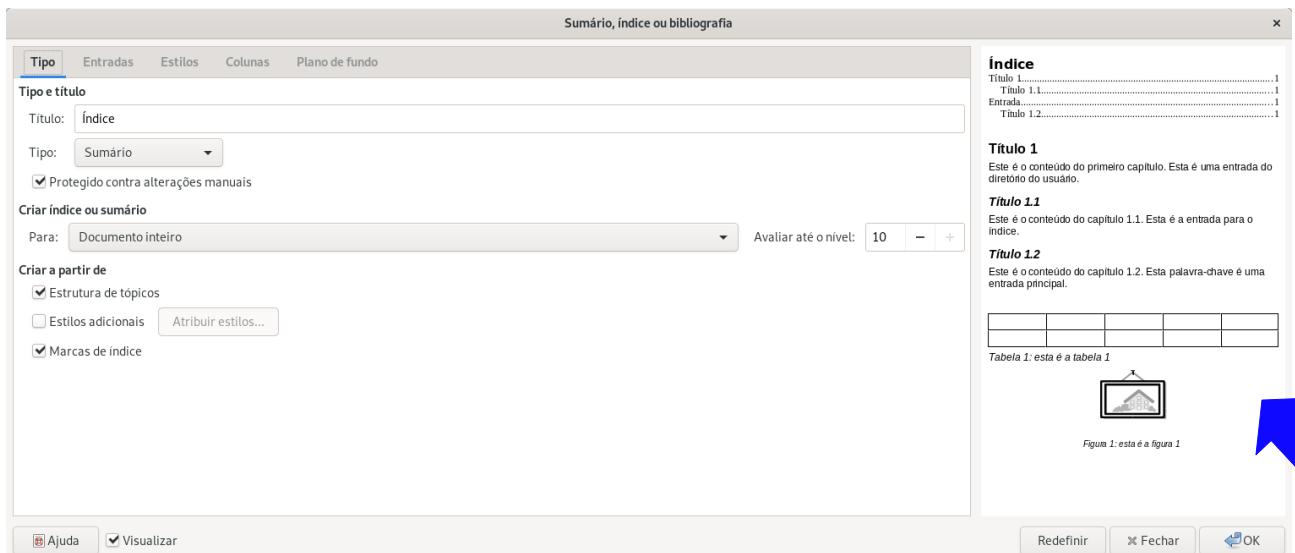 Sumário, índice ou bibliografia
×
Tipo Entradas Estilos Colunas Plano de fundo
Tipo e título
Título: Índice
Tipo: Sumário
Protegido contra alterações manuais
Criar índice ou sumário
Para: Documento inteiro Avaliar até o nível: 10 − +
Criar a partir de
Estrutura de tópicos
Estilos adicionais Atribuir estilos...
Marcas de índice
Índice
Título 1..........1
Título 1.1..........1
Entrada..........1
Título 1.2..........1
Título 1
Este é o conteúdo do primeiro capítulo. Esta é uma entrada do
diretório do usuário.
Título 1.1
Este é o conteúdo do capítulo 1.1. Esta é a entrada para o
índice.
Título 1.2
Este é o conteúdo do capítulo 1.2. Esta palavra-chave é uma
entrada principal.
Tabela 1: esta é a tabela 1
Figura 1: esta é a figura 1
Ajuda Visualizar Redefinir Fechar OK